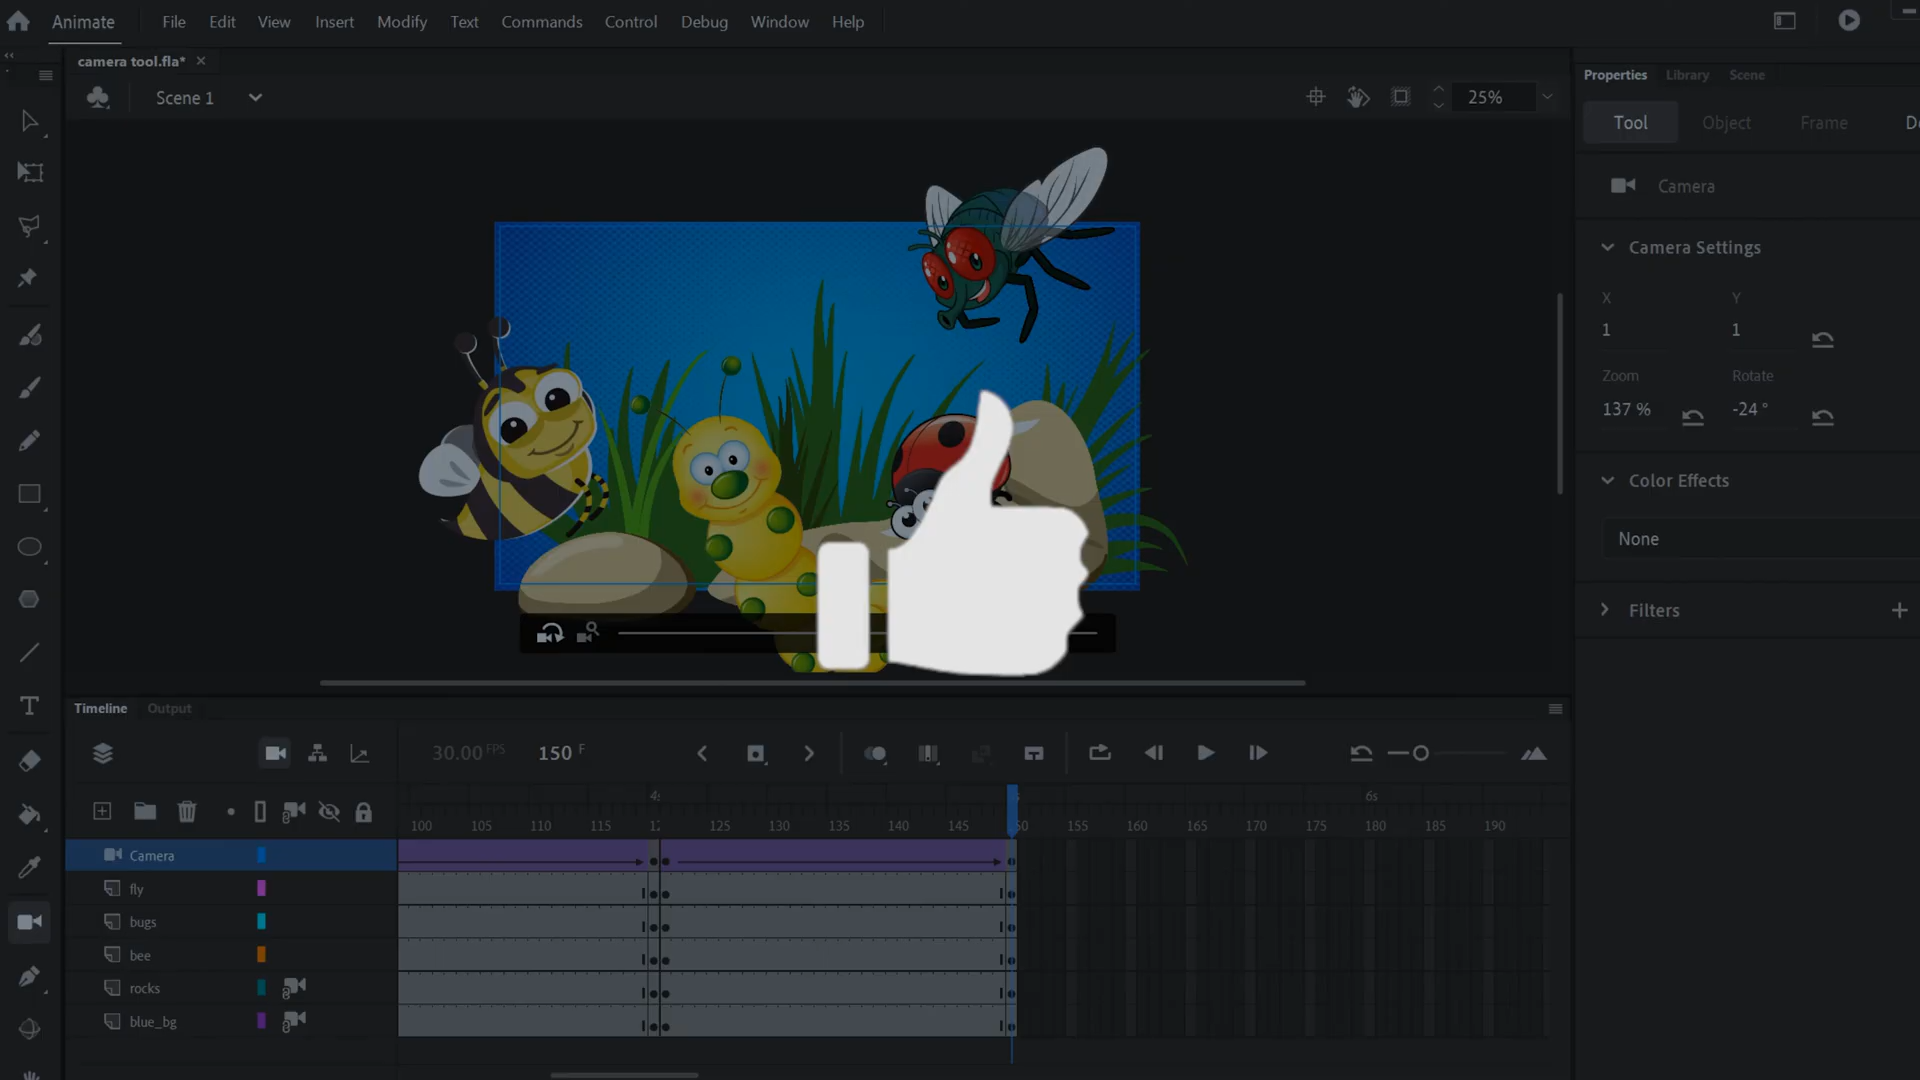 Animate File Edit View Insert Modify Text Commands Control Debug Window Help
camera tool.fla*
Scene 1 25%
Properties Library Scene
Tool Object Frame
Camera
Camera Settings
X Y
1 1
Zoom Rotate
137 % -24 °
Color Effects
None
Filters
Timeline Output
30.00 FPS 150 F
6s
100 105 110 115 125 130 135 140 145 155 160 165 170 175 180 185 190
Camera
fly
bugs
bee
rocks
blue_bg